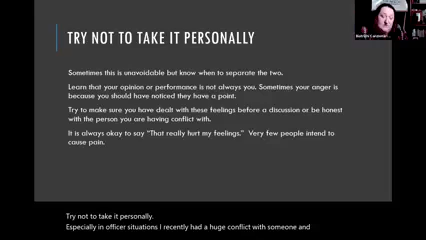 TRY NOT TO TAKE IT PERSONALLY
Sometimes this is unavoidable but know when to separate the two.
Learn that your opinion or performance is not always you. Sometimes your anger is
because you should have noticed they have a point.
Try to make sure you have dealt with these feelings before a discussion or be honest
with the person you are having conflict with.
It is always okay to say "That really hurt my feelings." Very few people intend to
cause pain.
Try not to take it personally.
Especially in officer situations I recently had a huge conflict with someone and